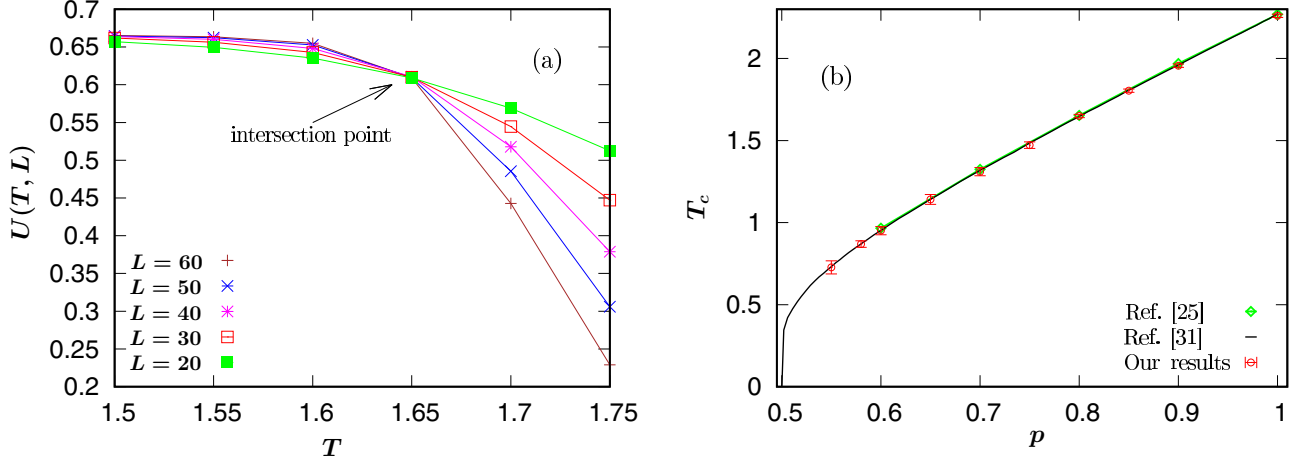 0.7
0.65
0.6
0.55
0.5
0.45
0.4
0.35
0.3
0.25
0.2
U(T, L)
(a)
intersection point
L = 60
L = 50
L = 40
L = 30
L = 20
1.5 1.55 1.6 1.65 1.7 1.75
T
2
1.5
1
0.5
0
T_c
(b)
Ref. [25]
Ref. [31]
Our results
0.5 0.6 0.7 0.8 0.9 1
p